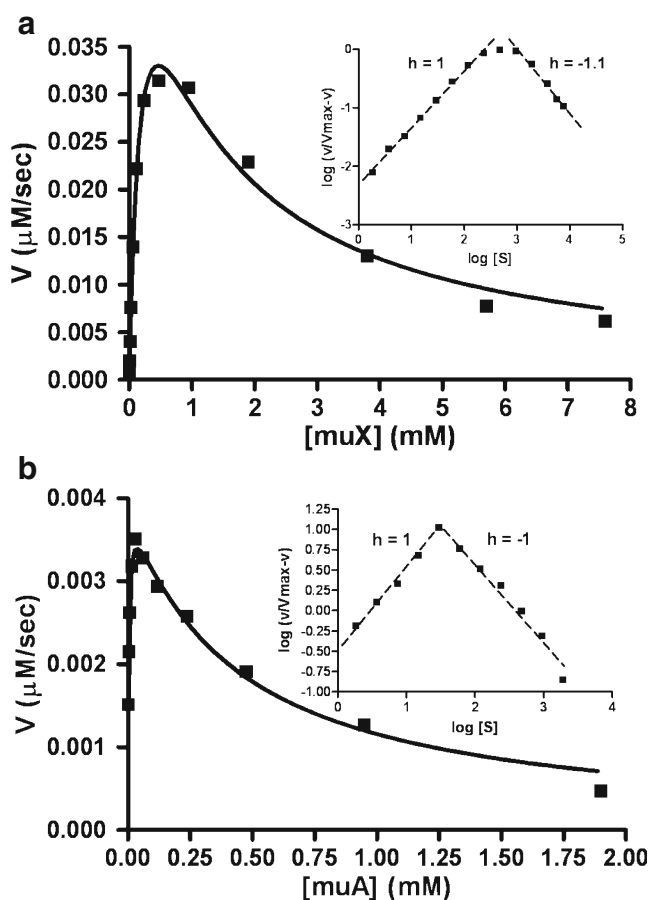 a
V (µM/sec)
0.035
0.030
0.025
0.020
0.015
0.010
0.005
0.000
0 1 2 3 4 5 6 7 8
[muX] (mM)
log (v/Vmax-v)
0
-1
-2
-3
h = 1
h = -1.1
0 1 2 3 4 5
log [S]
b
V (µM/sec)
0.004
0.003
0.002
0.001
0.000
0.00 0.25 0.50 0.75 1.00 1.25 1.50 1.75 2.00
[muA] (mM)
log (v/Vmax-v)
1.25
1.00
0.75
0.50
0.25
0.00
-0.25
-0.50
-0.75
-1.00
h = 1
h = -1
0 1 2 3 4
log [S]